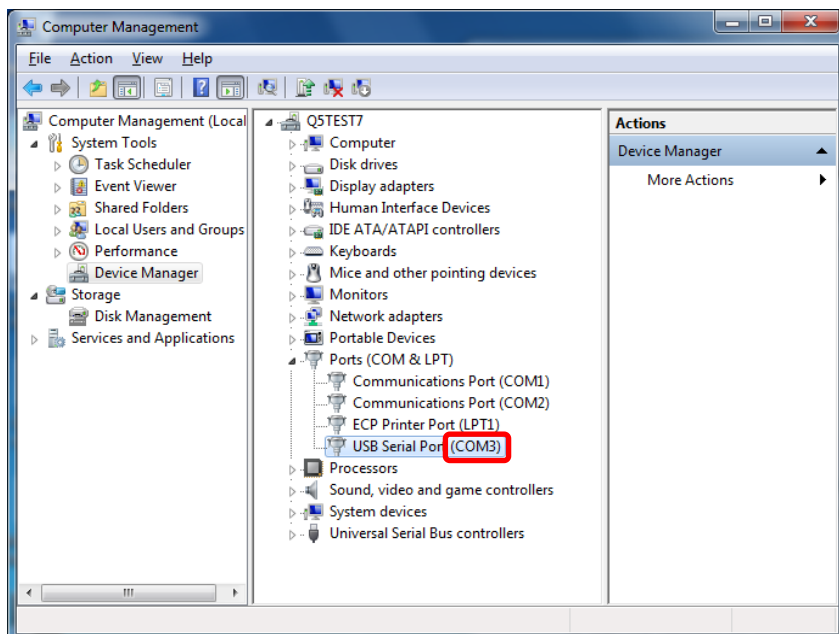 Computer Management
File Action View Help
Computer Management (Local
System Tools
Task Scheduler
Event Viewer
Shared Folders
Local Users and Groups
Performance
Device Manager
Storage
Disk Management
Services and Applications
Q5TEST7
Computer
Disk drives
Display adapters
Human Interface Devices
IDE ATA/ATAPI controllers
Keyboards
Mice and other pointing devices
Monitors
Network adapters
Portable Devices
Ports (COM & LPT)
Communications Port (COM1)
Communications Port (COM2)
ECP Printer Port (LPT1)
USB Serial Port (COM3)
Processors
Sound, video and game controllers
System devices
Universal Serial Bus controllers
Actions
Device Manager
More Actions